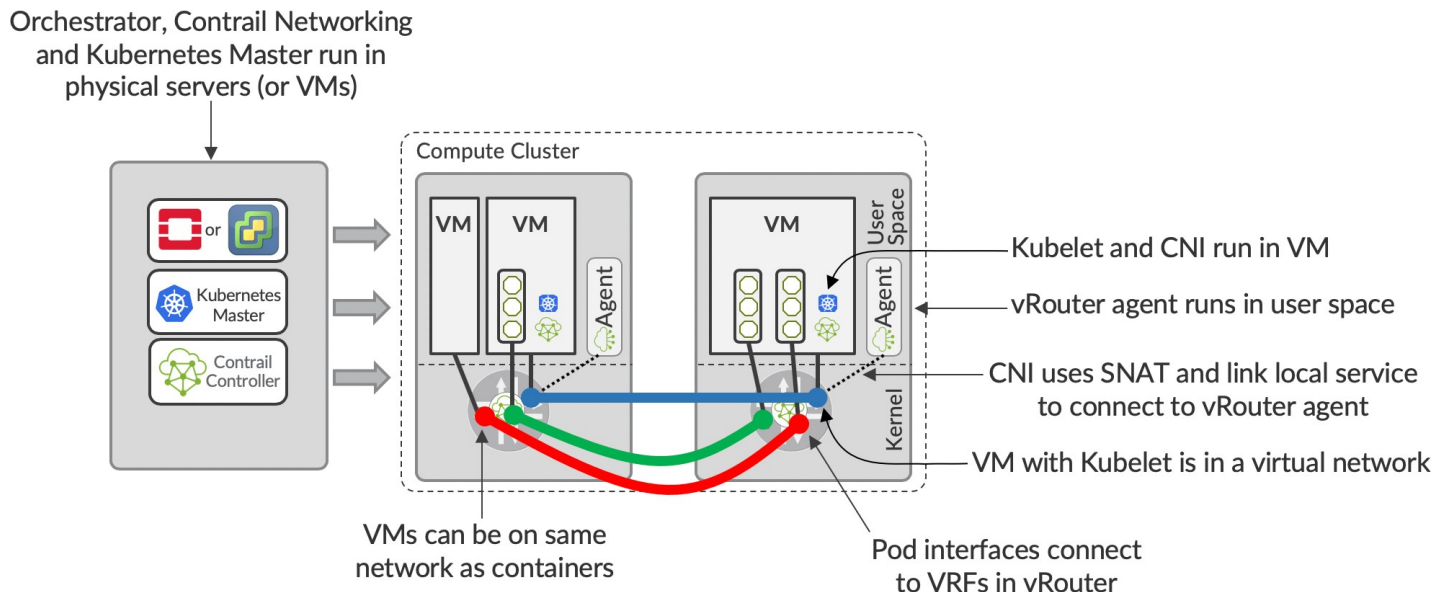 Orchestrator, Contrail Networking
and Kubernetes Master run in
physical servers (or VMs)
or
Kubernetes
Master
Contrail
Controller
Compute Cluster
VM
VM
Agent
VM
User
Space
Agent
Kernel
Kubelet and CNI run in VM
vRouter agent runs in user space
CNI uses SNAT and link local service
to connect to vRouter agent
VM with Kubelet is in a virtual network
VMs can be on same
network as containers
Pod interfaces connect
to VRFs in vRouter